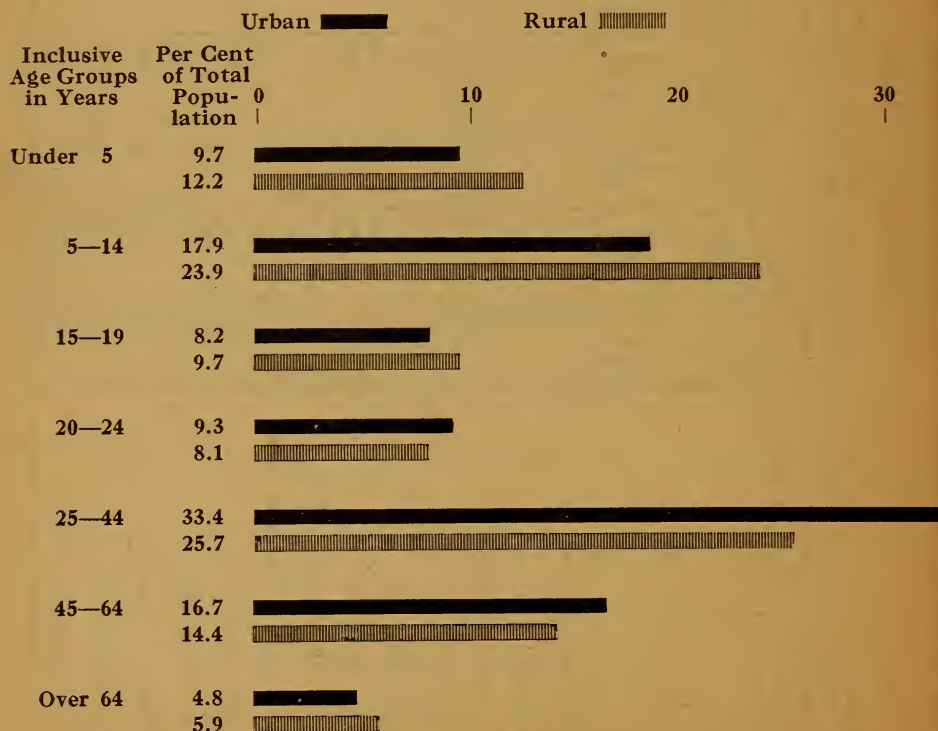 Urban Rural
Inclusive Per Cent
Age Groups of Total
in Years Popu- 0 10 20 30
lation
Under 5 9.7
12.2
5—14 17.9
23.9
15—19 8.2
9.7
20—24 9.3
8.1
25—44 33.4
25.7
45—64 16.7
14.4
Over 64 4.8
5.9